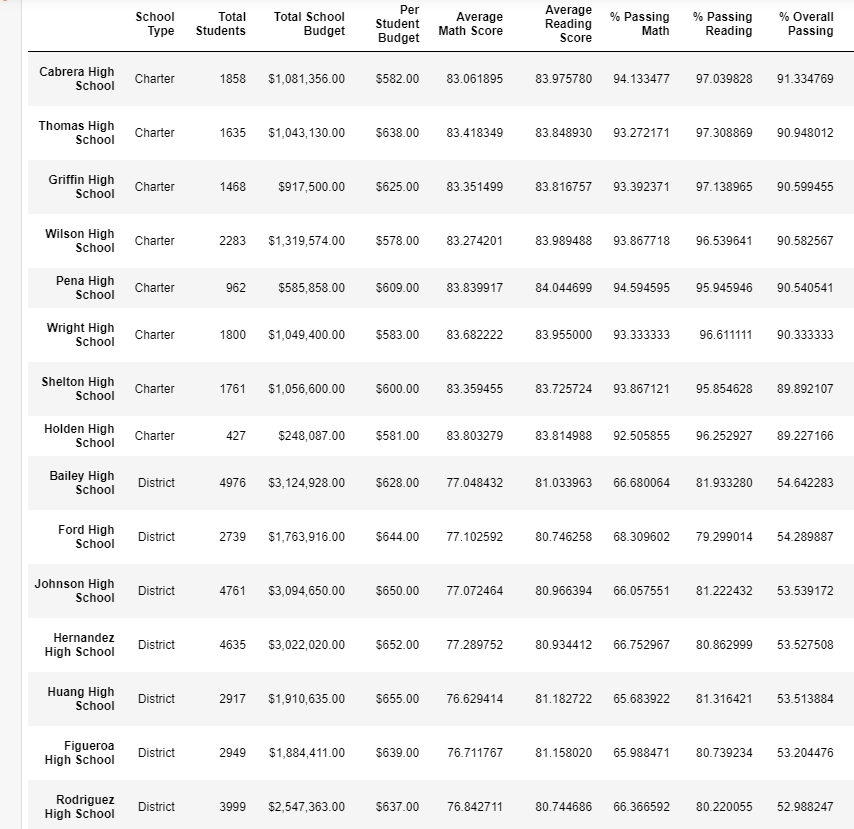 School Type Total Students Total School Budget Per Student Budget Average Math Score Average Reading Score % Passing Math % Passing Reading % Overall Passing
Cabrera High School Charter 1858 $1,081,356.00 $582.00 83.061895 83.975780 94.133477 97.039828 91.334769
Thomas High School Charter 1635 $1,043,130.00 $638.00 83.418349 83.848930 93.272171 97.308869 90.948012
Griffin High School Charter 1468 $917,500.00 $625.00 83.351499 83.816757 93.392371 97.138965 90.599455
Wilson High School Charter 2283 $1,319,574.00 $578.00 83.274201 83.989488 93.867718 96.539641 90.582567
Pena High School Charter 962 $585,858.00 $609.00 83.839917 84.044699 94.594595 95.945946 90.540541
Wright High School Charter 1800 $1,049,400.00 $583.00 83.682222 83.955000 93.333333 96.611111 90.333333
Shelton High School Charter 1761 $1,056,600.00 $600.00 83.359455 83.725724 93.867121 95.854628 89.892107
Holden High School Charter 427 $248,087.00 $581.00 83.803279 83.814988 92.505855 96.252927 89.227166
Bailey High School District 4976 $3,124,928.00 $628.00 77.048432 81.033963 66.680064 81.933280 54.642283
Ford High School District 2739 $1,763,916.00 $644.00 77.102592 80.746258 68.309602 79.299014 54.289887
Johnson High School District 4761 $3,094,650.00 $650.00 77.072464 80.966394 66.057551 81.222432 53.539172
Hernandez High School District 4635 $3,022,020.00 $652.00 77.289752 80.934412 66.752967 80.862999 53.527508
Huang High School District 2917 $1,910,635.00 $655.00 76.629414 81.182722 65.683922 81.316421 53.513884
Figueroa High School District 2949 $1,884,411.00 $639.00 76.711767 81.158020 65.988471 80.739234 53.204476
Rodriguez High School District 3999 $2,547,363.00 $637.00 76.842711 80.744686 66.366592 80.220055 52.988247